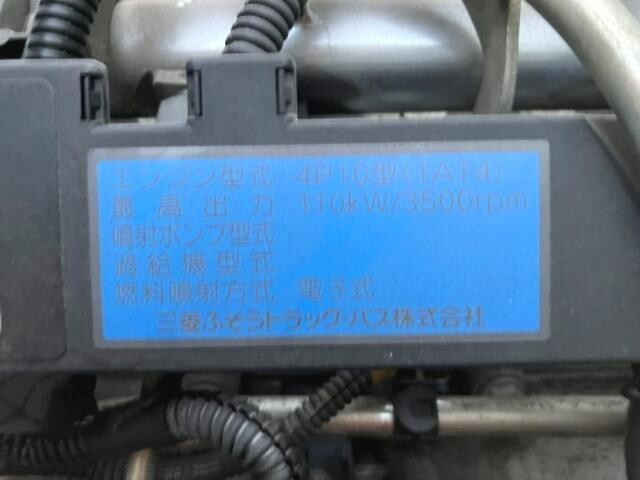 エンジン型式 4P10型(TAT4)
最高出力 110kW/3500rpm
噴射ポンプ型式
過給機型式
燃料噴射方式 電子式
三菱ふそうトラック・バス株式会社